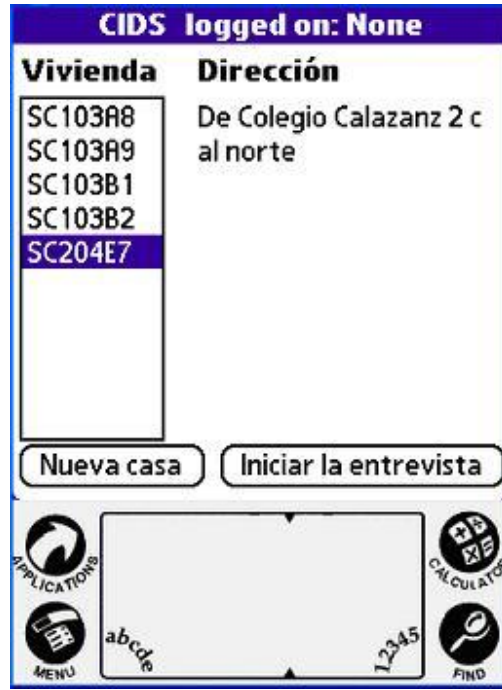 CIDS logged on: None
Vivienda Dirección
SC103A8 De Colegio Calazanz 2 c
SC103A9 al norte
SC103B1
SC103B2
SC204E7
Nueva casa Iniciar la entrevista
APPLICATIONS CALCULATOR
abcde 12345
MENU FIND